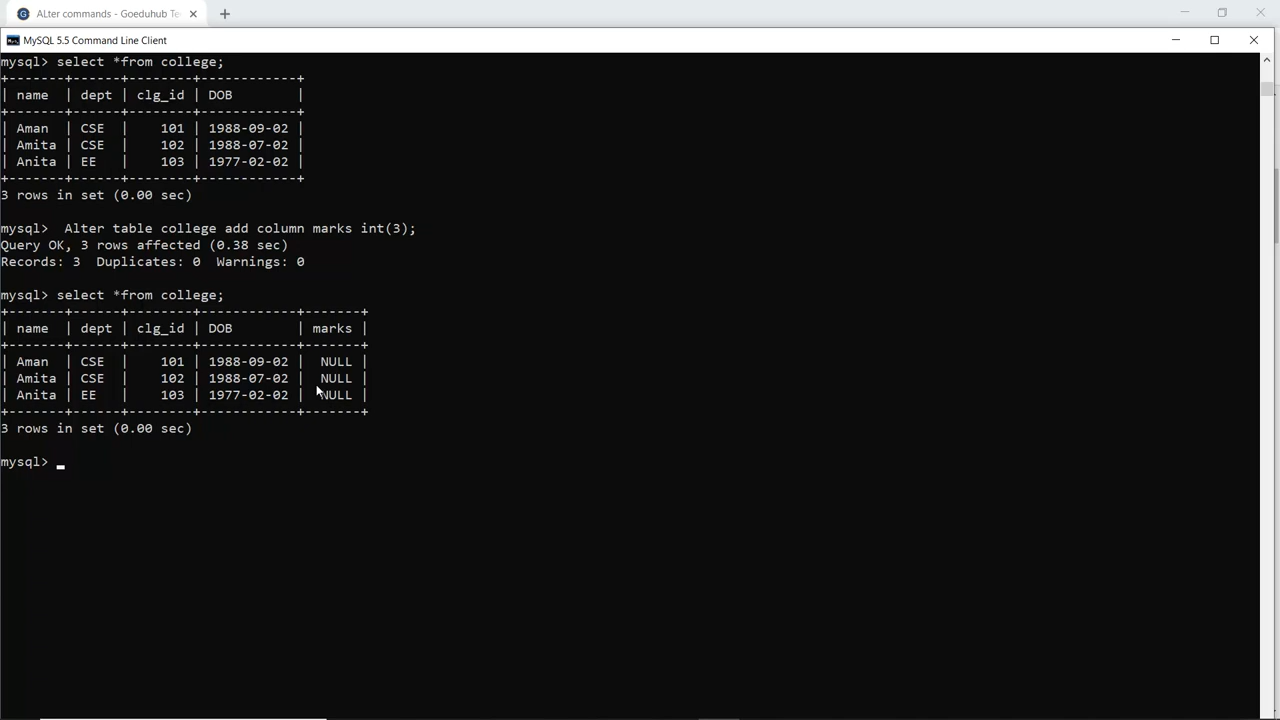 ALter commands - Goeduhub Te
MySQL 5.5 Command Line Client
mysql> select *from college;
+-------+------+--------+------------+
| name  | dept | clg_id | DOB        |
+-------+------+--------+------------+
| Aman  | CSE  |    101 | 1988-09-02 |
| Amita | CSE  |    102 | 1988-07-02 |
| Anita | EE   |    103 | 1977-02-02 |
+-------+------+--------+------------+
3 rows in set (0.00 sec)
mysql>  Alter table college add column marks int(3);
Query OK, 3 rows affected (0.38 sec)
Records: 3  Duplicates: 0  Warnings: 0
mysql> select *from college;
+-------+------+--------+------------+-------+
| name  | dept | clg_id | DOB        | marks |
+-------+------+--------+------------+-------+
| Aman  | CSE  |    101 | 1988-09-02 |  NULL |
| Amita | CSE  |    102 | 1988-07-02 |  NULL |
| Anita | EE   |    103 | 1977-02-02 |  NULL |
+-------+------+--------+------------+-------+
3 rows in set (0.00 sec)
mysql> _